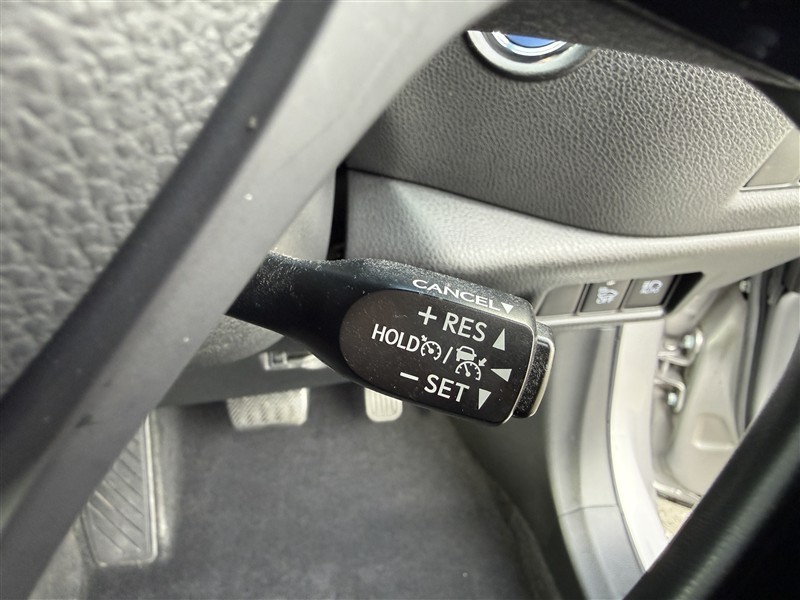 CANCEL▼
+ RES ▲
HOLD / ◀
− SET ▼